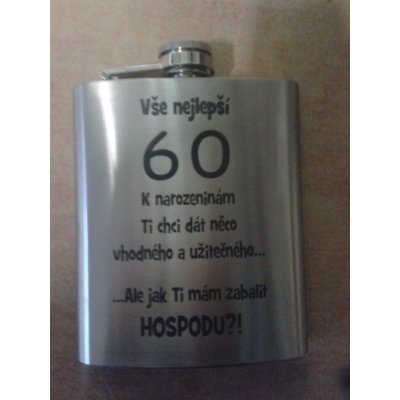 Vše nejlepší
60
K narozeninám
Ti chci dát něco
vhodného a užitečného...
...Ale jak Ti mám zabalit
HOSPODU?!